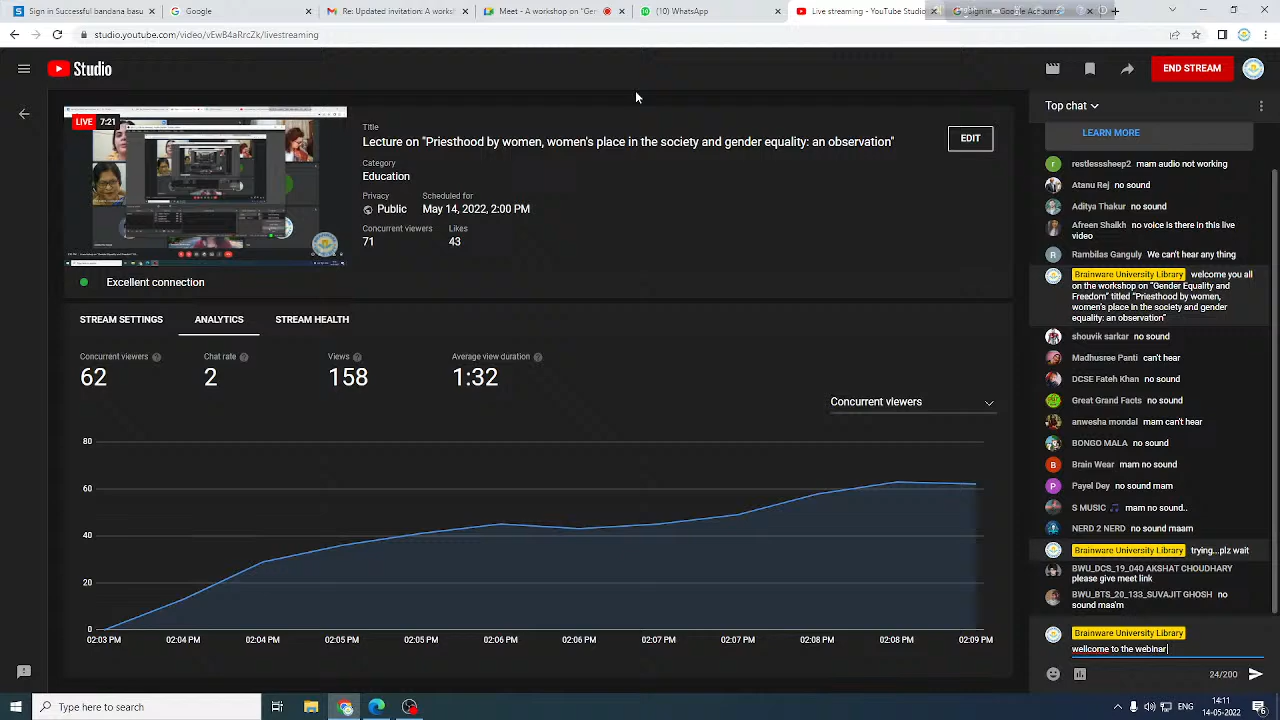 Sign in Successful bandana basu
Google
Re: Updated invitation: A works
Meet - A workshop on "Ge
(10) WhatsApp
Live streaming - YouTube Studio
Sign in - Google Accounts
studio.youtube.com/video/vEwB4aRrcZk/livestreaming
Studio
END STREAM
LIVE 7:21
Title
Lecture on "Priesthood by women, women's place in the society and gender equality: an observation"
EDIT
Category
Education
Privacy
Scheduled for
Public
May 14, 2022, 2:00 PM
Concurrent viewers
Likes
71
43
Excellent connection
STREAM SETTINGS
ANALYTICS
STREAM HEALTH
Concurrent viewers
Chat rate
Views
Average view duration
62
2
158
1:32
Concurrent viewers
80
60
40
20
0
02:03 PM
02:04 PM
02:04 PM
02:05 PM
02:05 PM
02:06 PM
02:06 PM
02:07 PM
02:07 PM
02:08 PM
02:08 PM
02:09 PM
Top chat
LEARN MORE
restlesssheep2 mam audio not working
Atanu Rej no sound
Aditya Thakur no sound
Afreen Shaikh no voice is there in this live
video
Rambilas Ganguly We can't hear any thing
Brainware University Library welcome you all
on the workshop on "Gender Equality and
Freedom" titled "Priesthood by women,
women's place in the society and gender
equality: an observation"
shouvik sarkar no sound
Madhusree Panti can't hear
DCSE Fateh Khan no sound
Great Grand Facts no sound
anwesha mondal mam can't hear
BONGO MALA no sound
Brain Wear mam no sound
Payel Dey no sound mam
S MUSIC 🎵 mam no sound..
NERD 2 NERD no sound maam
Brainware University Library trying...plz wait
BWU_DCS_19_040 AKSHAT CHOUDHARY
please give meet link
BWU_BTS_20_133_SUVAJIT GHOSH no
sound maa'm
Brainware University Library
wellcome to the webinar
24/200
Type here to search
ENG
14:11
14-05-2022
6